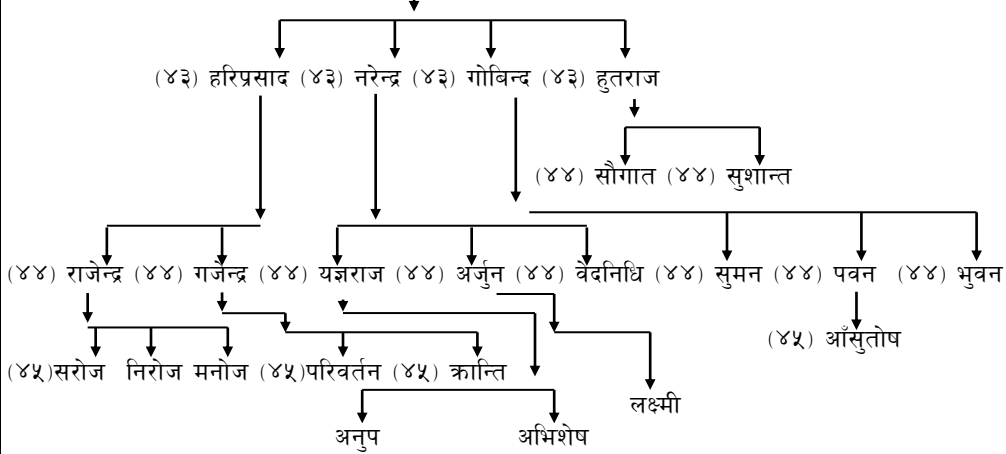 (४३) हरिप्रसाद (४३) नरेन्द्र (४३) गोबिन्द (४३) हुतराज
(४४) सौगात (४४) सुशान्त
(४४) राजेन्द्र (४४) गजेन्द्र (४४) यज्ञराज (४४) अर्जुन (४४) वेदनिधि (४४) सुमन (४४) पवन (४४) भुवन
(४५) आँसुतोष
(४५)सरोज निरोज मनोज (४५)परिवर्तन (४५) क्रान्ति
लक्ष्मी
अनुप अभिशेष